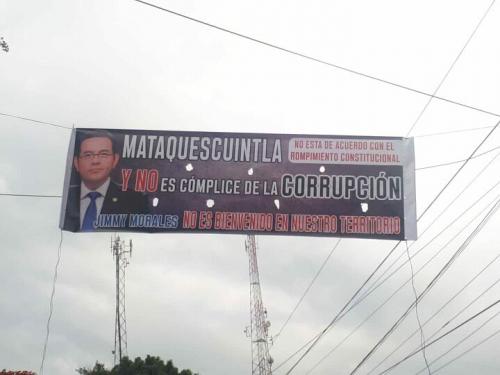 MATAQUESCUINTLA
NO ESTA DE ACUERDO CON EL
ROMPIMIENTO CONSTITUCIONAL
Y NO ES CÓMPLICE DE LA CORRUPCIÓN
JIMMY MORALES NO ES BIENVENIDO EN NUESTRO TERRITORIO